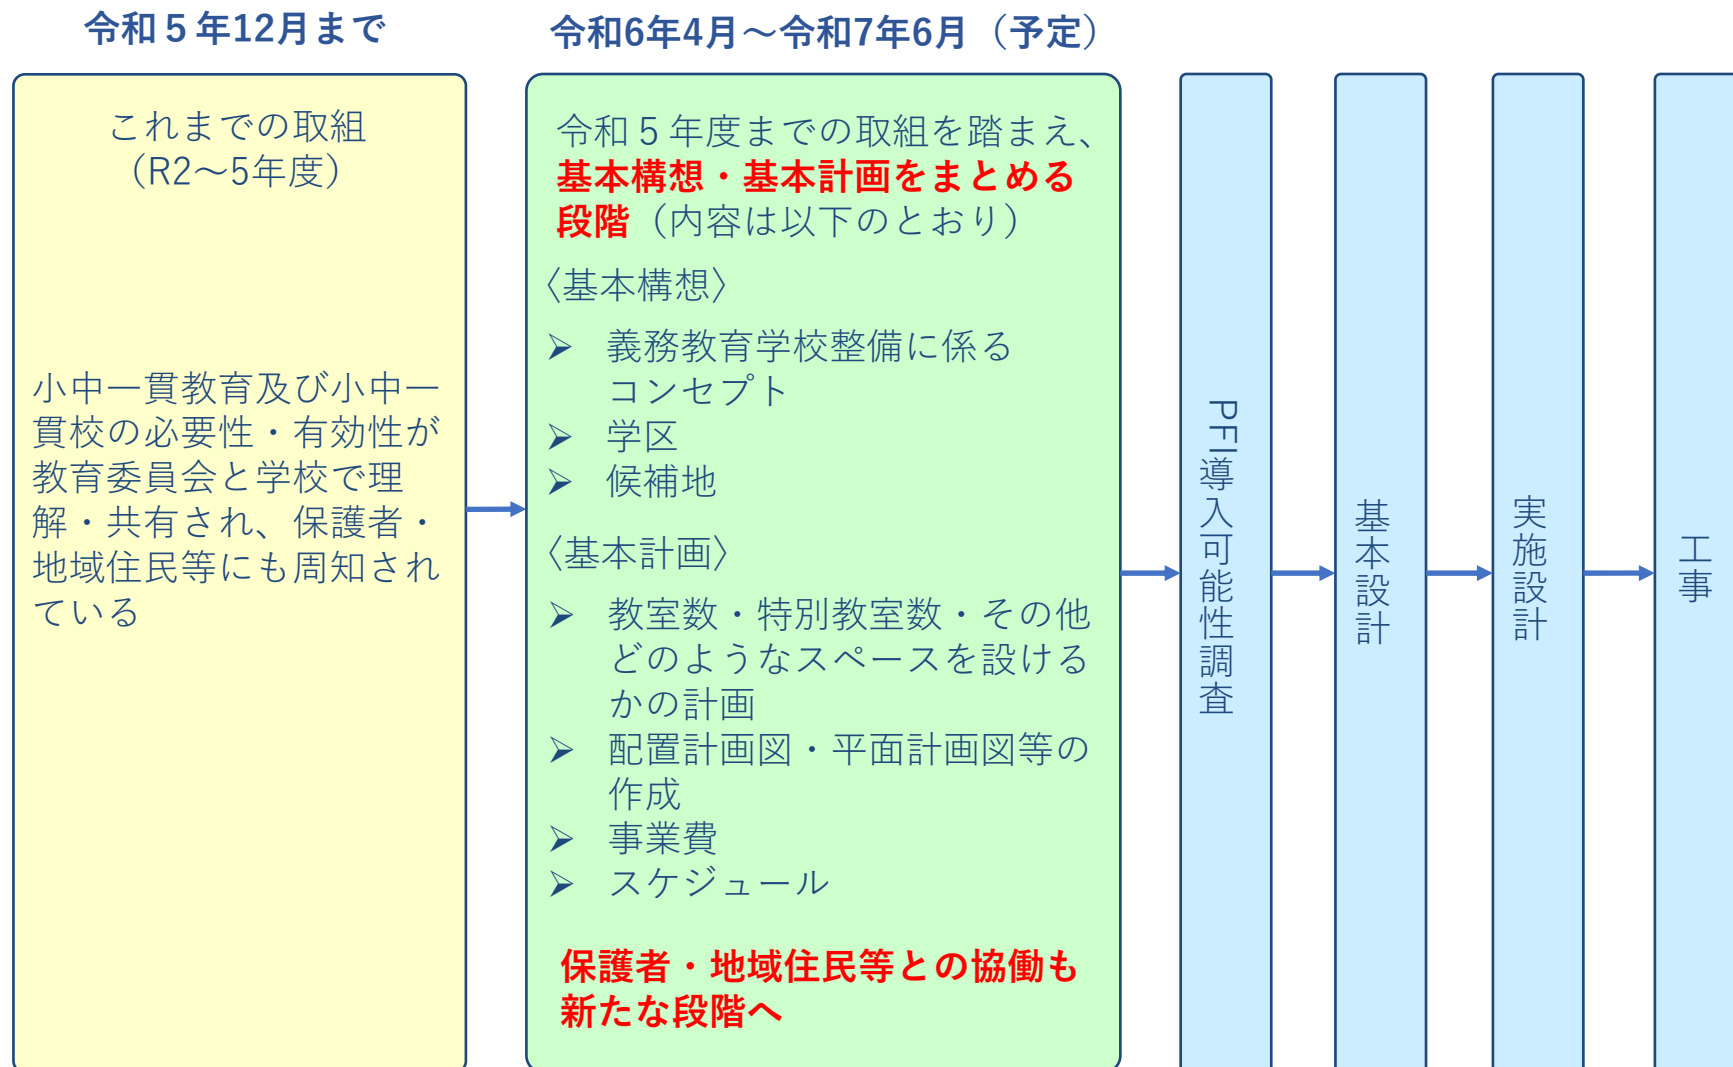 令和５年12月まで
これまでの取組
（R2～5年度）
小中一貫教育及び小中一
貫校の必要性・有効性が
教育委員会と学校で理
解・共有され、保護者・
地域住民等にも周知され
ている
令和6年4月～令和7年6月（予定）
令和５年度までの取組を踏まえ、
基本構想・基本計画をまとめる
段階（内容は以下のとおり）
〈基本構想〉
➢ 義務教育学校整備に係る
コンセプト
➢ 学区
➢ 候補地
〈基本計画〉
➢ 教室数・特別教室数・その他
どのようなスペースを設ける
かの計画
➢ 配置計画図・平面計画図等の
作成
➢ 事業費
➢ スケジュール
保護者・地域住民等との協働も
新たな段階へ
PFI導入可能性調査
基本設計
実施設計
工事